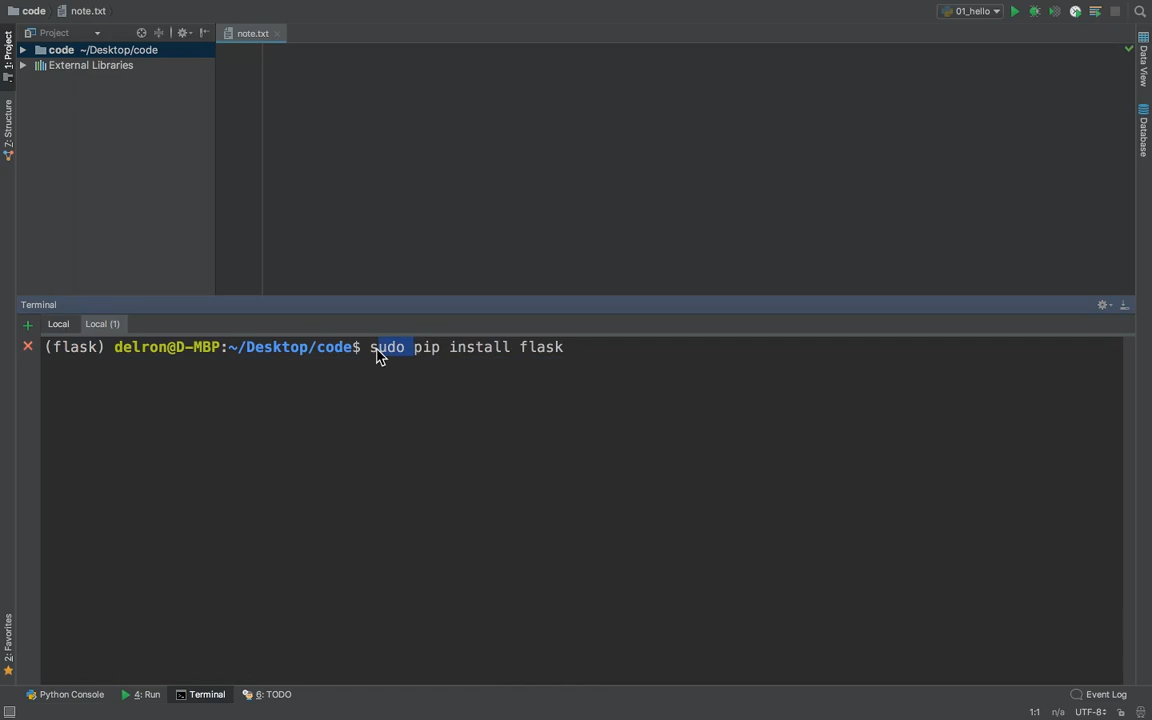 code note.txt 01_hello
Project note.txt
code ~/Desktop/code
External Libraries
1: Project
Z: Structure
Data View
Database
Terminal
Local Local (1)
(flask) delron@D-MBP:~/Desktop/code$ sudo pip install flask
2: Favorites
Python Console 4: Run Terminal 6: TODO Event Log
1:1 n/a UTF-8